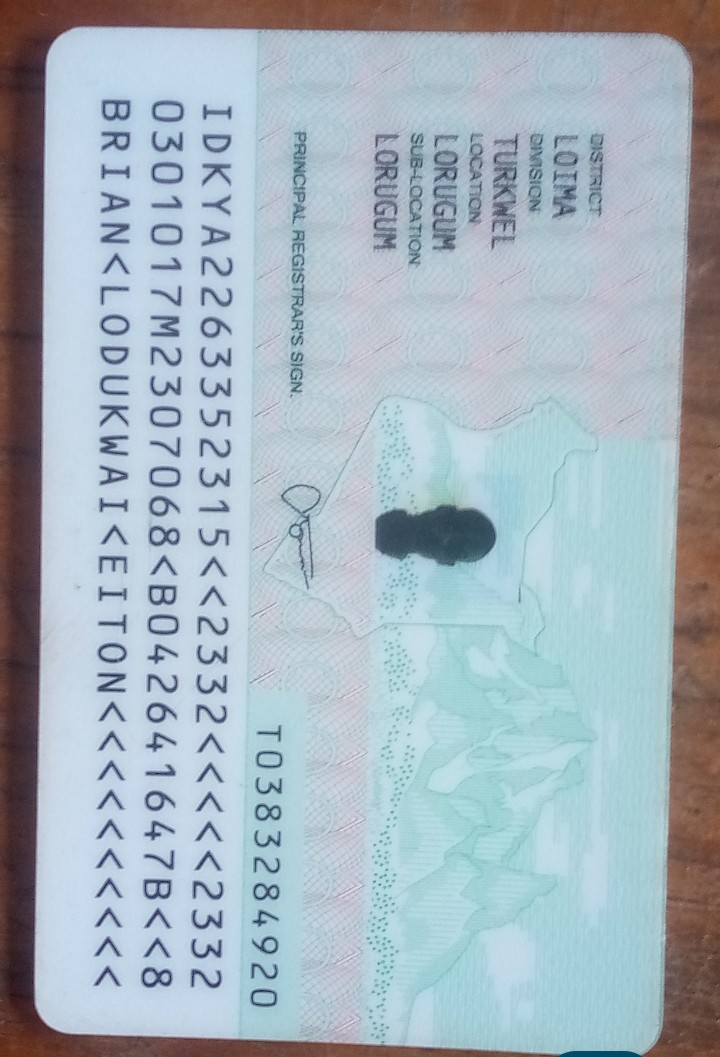 DISTRICT
LOIMA
DIVISION
TURKWEL
LOCATION
LORUGUM
SUB-LOCATION
LORUGUM
PRINCIPAL REGISTRAR'S SIGN.
T0383284920
IDKYA2263352315<<2332<<<<<2332
0301017M2307068<B042641647B<<8
BRIAN<LODUKWAI<EITON<<<<<<<<<<